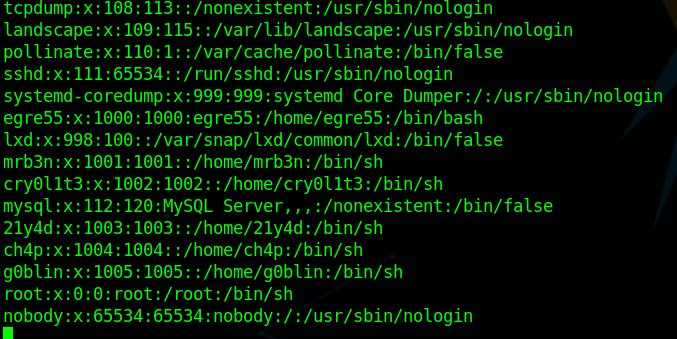 tcpdump:x:108:113::/nonexistent:/usr/sbin/nologin
landscape:x:109:115::/var/lib/landscape:/usr/sbin/nologin
pollinate:x:110:1::/var/cache/pollinate:/bin/false
sshd:x:111:65534::/run/sshd:/usr/sbin/nologin
systemd-coredump:x:999:999:systemd Core Dumper:/:/usr/sbin/nologin
egre55:x:1000:1000:egre55:/home/egre55:/bin/bash
lxd:x:998:100::/var/snap/lxd/common/lxd:/bin/false
mrb3n:x:1001:1001::/home/mrb3n:/bin/sh
cry0l1t3:x:1002:1002::/home/cry0l1t3:/bin/sh
mysql:x:112:120:MySQL Server,,,:/nonexistent:/bin/false
21y4d:x:1003:1003::/home/21y4d:/bin/sh
ch4p:x:1004:1004::/home/ch4p:/bin/sh
g0blin:x:1005:1005::/home/g0blin:/bin/sh
root:x:0:0:root:/root:/bin/sh
nobody:x:65534:65534:nobody:/:/usr/sbin/nologin